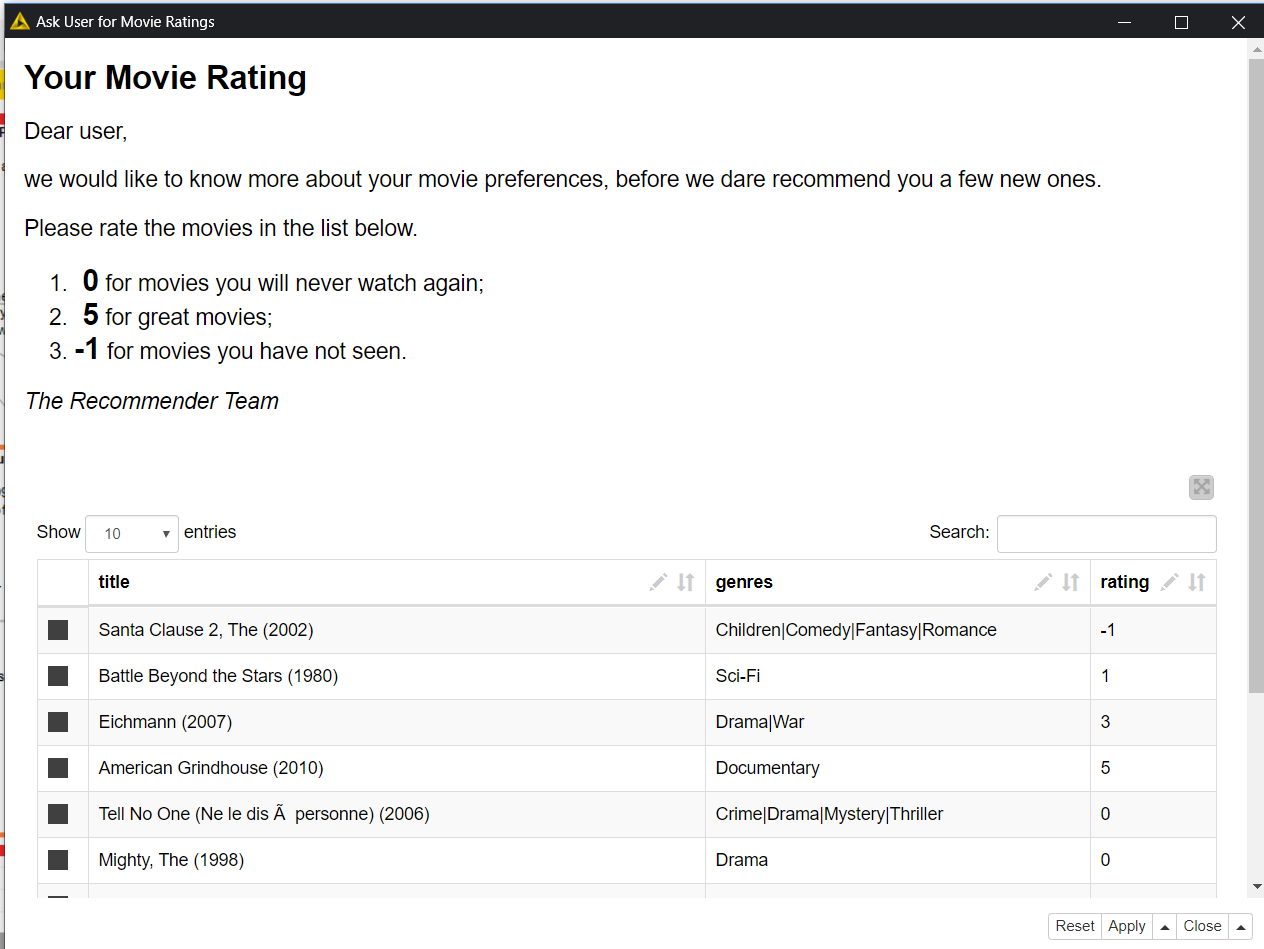 Ask User for Movie Ratings
Your Movie Rating
Dear user,
we would like to know more about your movie preferences, before we dare recommend you a few new ones.
Please rate the movies in the list below.
1. 0 for movies you will never watch again;
2. 5 for great movies;
3. -1 for movies you have not seen.
The Recommender Team
Show 10 entries Search:
title genres rating
Santa Clause 2, The (2002) Children|Comedy|Fantasy|Romance -1
Battle Beyond the Stars (1980) Sci-Fi 1
Eichmann (2007) Drama|War 3
American Grindhouse (2010) Documentary 5
Tell No One (Ne le dis Ã  personne) (2006) Crime|Drama|Mystery|Thriller 0
Mighty, The (1998) Drama 0
Reset Apply Close